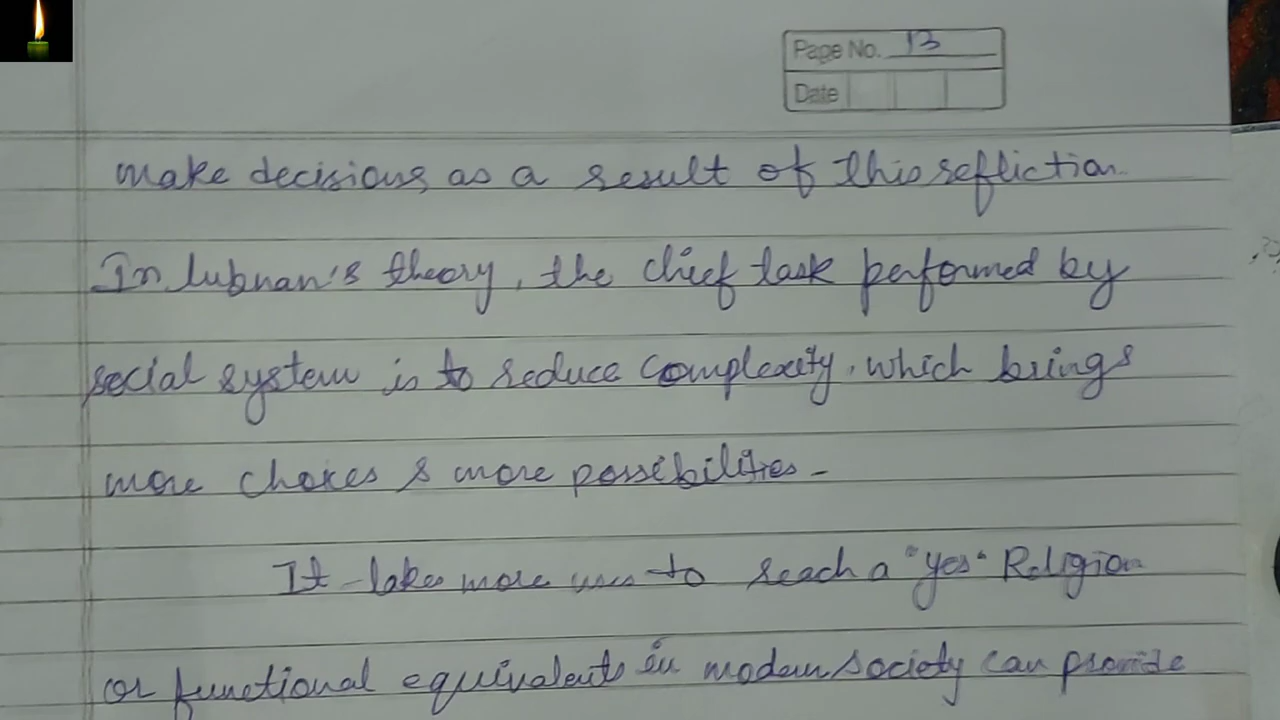 Page No. 13
Date
make decisions as a result of this refliction.
In luhman's theory, the chief task performed by
social system is to reduce complexity, which brings
more choices & more possibilities -
It takes more to reach a "yes" Religion
or functional equivalents in modern society can provide